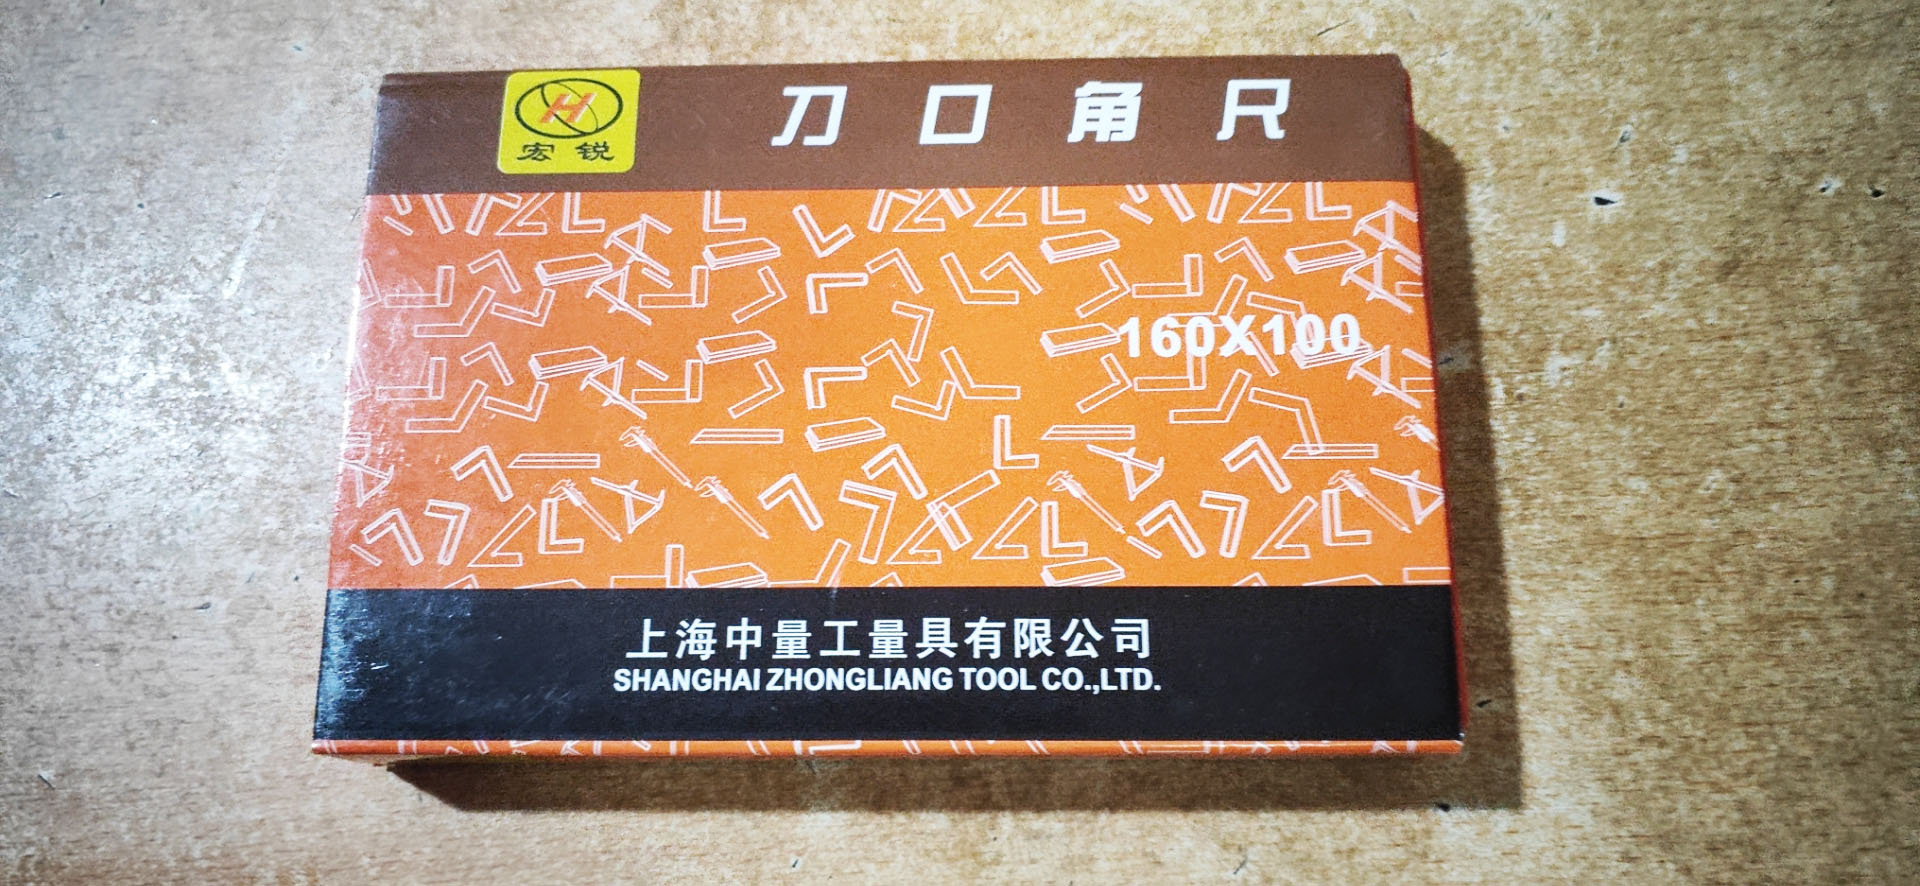 H
宏锐
刀口角尺
160X100
上海中量工量具有限公司
SHANGHAI ZHONGLIANG TOOL CO.,LTD.